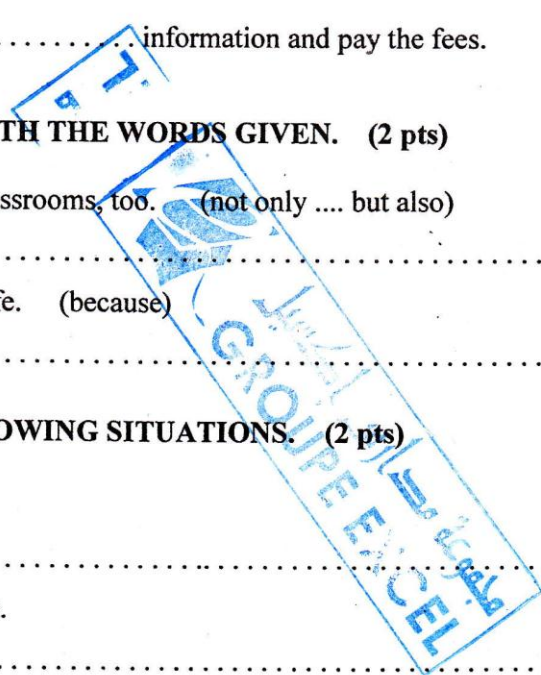 ................information and pay the fees.
TH THE WORDS GIVEN. (2 pts)
ssrooms, too. (not only .... but also)
fe. (because)
OWING SITUATIONS. (2 pts)
GROUPE EXCEL